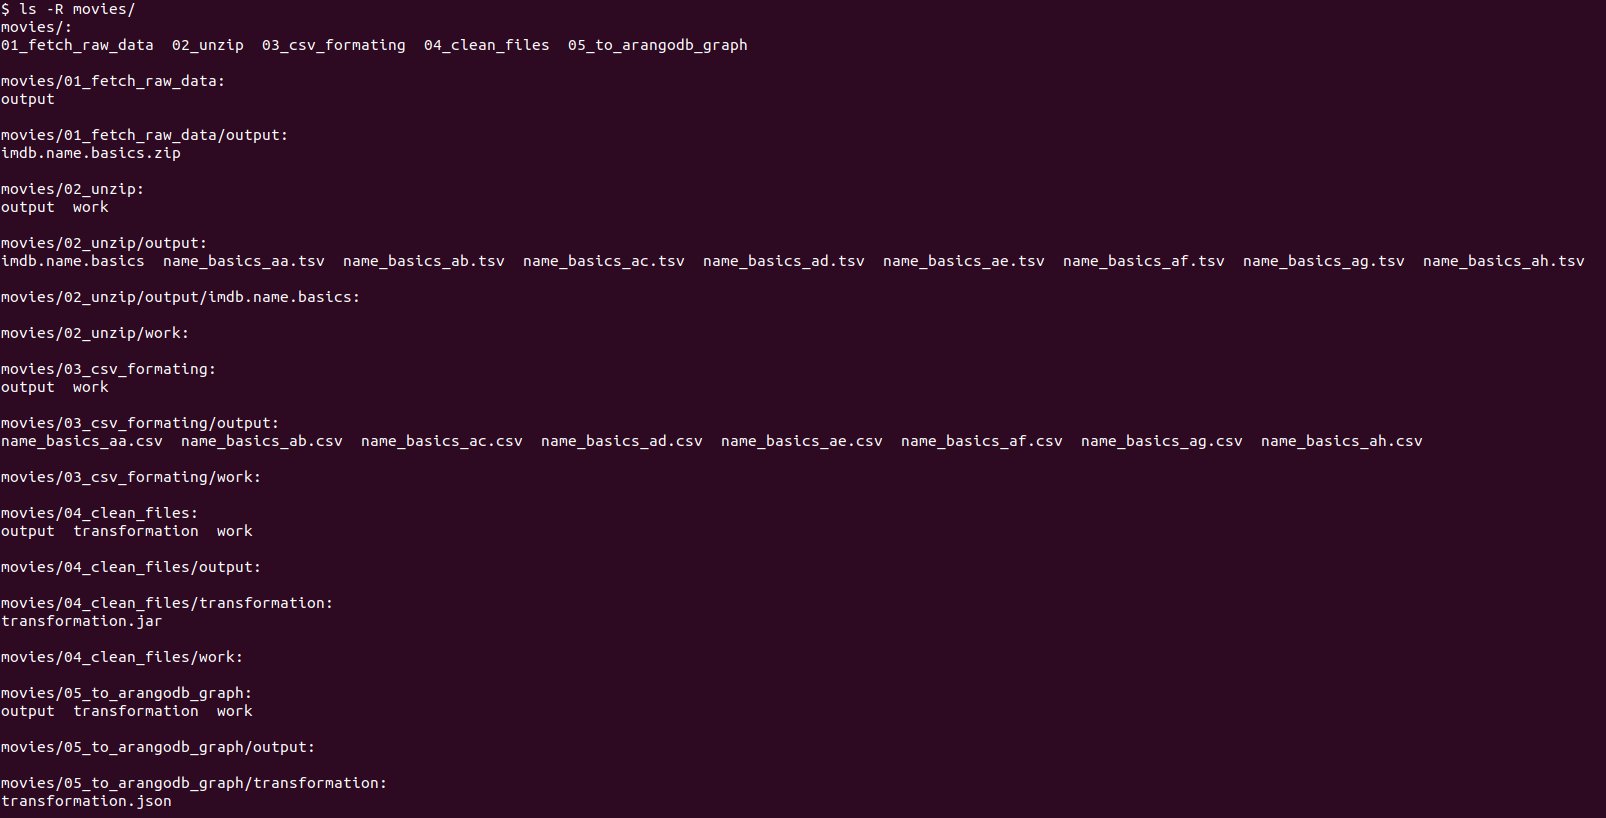 $ ls -R movies/
movies/:
01_fetch_raw_data  02_unzip  03_csv_formating  04_clean_files  05_to_arangodb_graph
movies/01_fetch_raw_data:
output
movies/01_fetch_raw_data/output:
imdb.name.basics.zip
movies/02_unzip:
output  work
movies/02_unzip/output:
imdb.name.basics  name_basics_aa.tsv  name_basics_ab.tsv  name_basics_ac.tsv  name_basics_ad.tsv  name_basics_ae.tsv  name_basics_af.tsv  name_basics_ag.tsv  name_basics_ah.tsv
movies/02_unzip/output/imdb.name.basics:
movies/02_unzip/work:
movies/03_csv_formating:
output  work
movies/03_csv_formating/output:
name_basics_aa.csv  name_basics_ab.csv  name_basics_ac.csv  name_basics_ad.csv  name_basics_ae.csv  name_basics_af.csv  name_basics_ag.csv  name_basics_ah.csv
movies/03_csv_formating/work:
movies/04_clean_files:
output  transformation  work
movies/04_clean_files/output:
movies/04_clean_files/transformation:
transformation.jar
movies/04_clean_files/work:
movies/05_to_arangodb_graph:
output  transformation  work
movies/05_to_arangodb_graph/output:
movies/05_to_arangodb_graph/transformation:
transformation.json